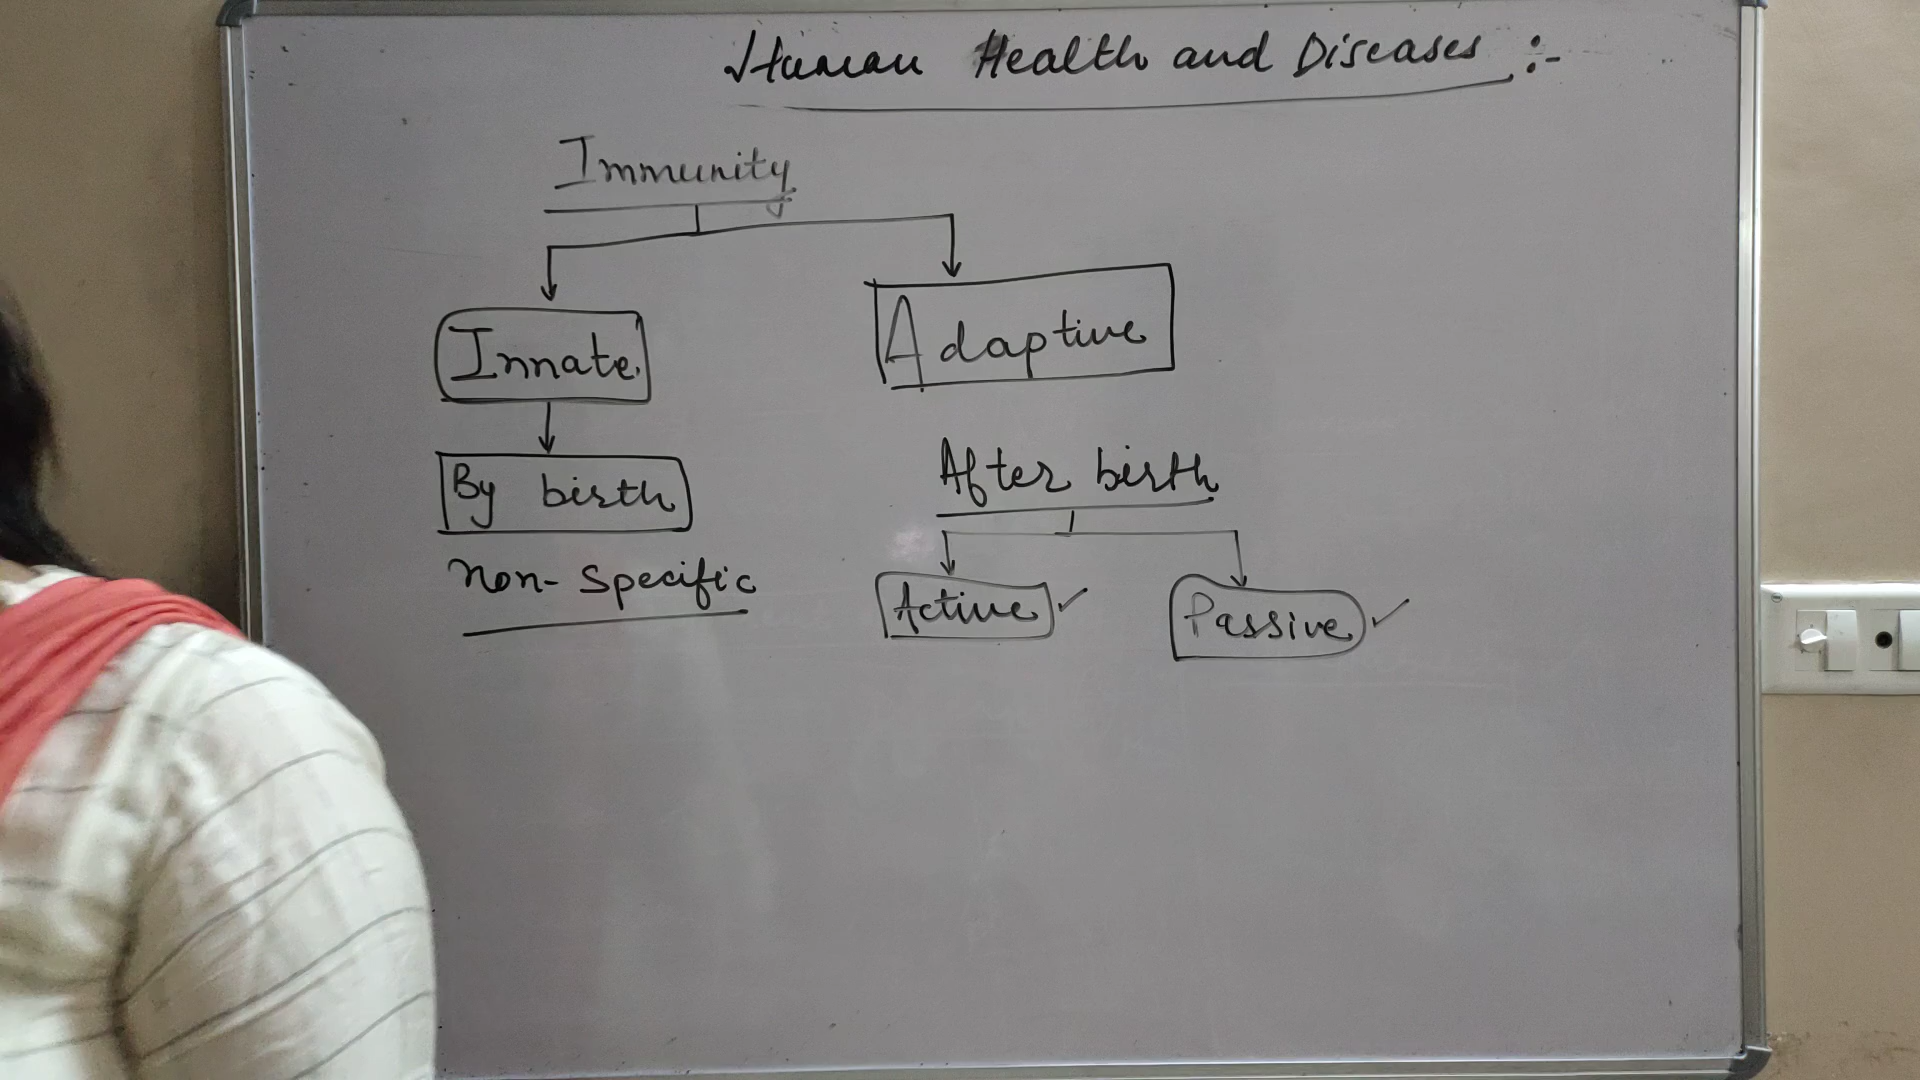 Human Health and Diseases :-
Immunity
Innate
Adaptive
By birth
After birth
non-specific
Active ✓
Passive ✓